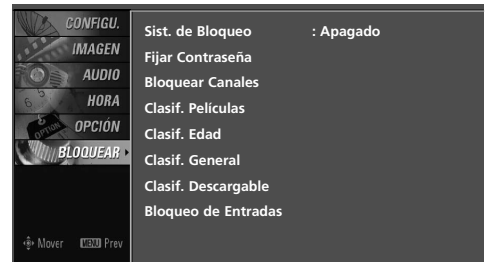 CONFIGU.
IMAGEN
AUDIO
HORA
OPCIÓN
BLOQUEAR
Mover MENU Prev
Sist. de Bloqueo : Apagado
Fijar Contraseña
Bloquear Canales
Clasif. Películas
Clasif. Edad
Clasif. General
Clasif. Descargable
Bloqueo de Entradas